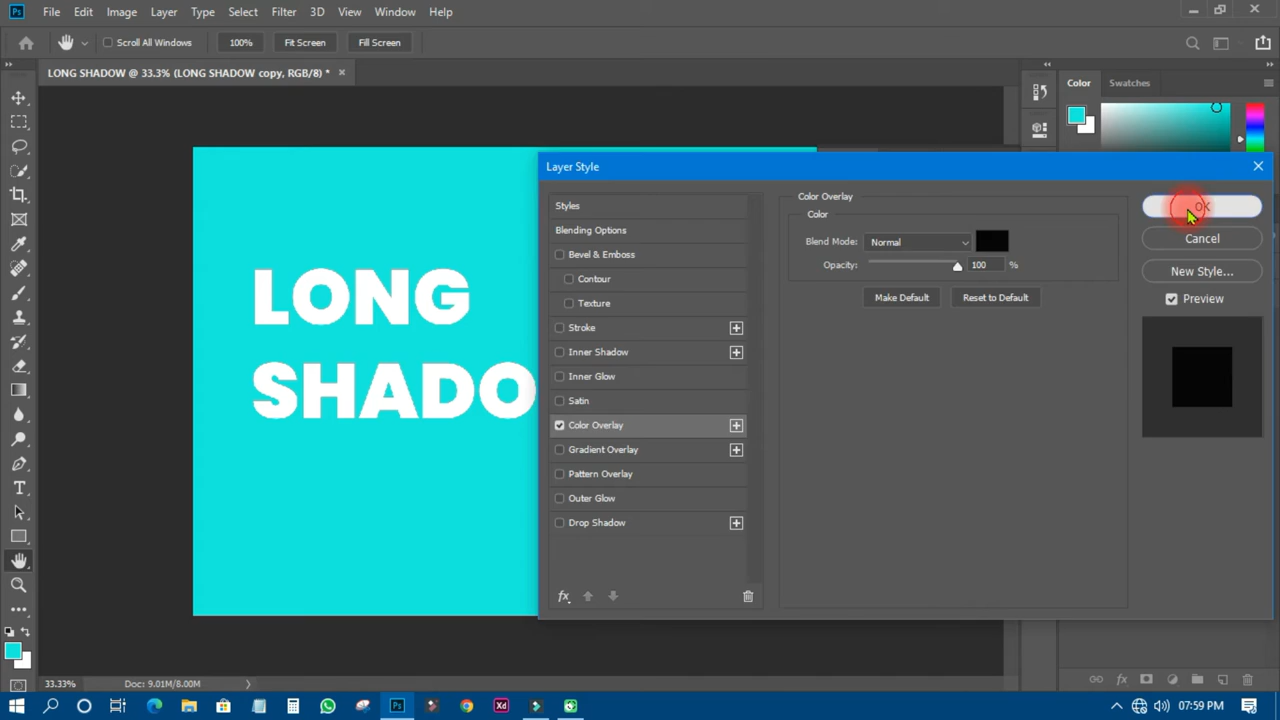 Ps File Edit Image Layer Type Select Filter 3D View Window Help
Scroll All Windows 100% Fit Screen Fill Screen
LONG SHADOW @ 33.3% (LONG SHADOW copy, RGB/8) * ×
Color Swatches
Layer Style
Styles
Blending Options
Bevel & Emboss
Contour
Texture
Stroke
Inner Shadow
Inner Glow
Satin
Color Overlay
Gradient Overlay
Pattern Overlay
Outer Glow
Drop Shadow
fx
Color Overlay
Color
Blend Mode: Normal
Opacity: 100 %
Make Default Reset to Default
OK
Cancel
New Style...
Preview
LONG
SHADO
fx
33.33% Doc: 9.01M/8.00M
Ps Xd 07:59 PM